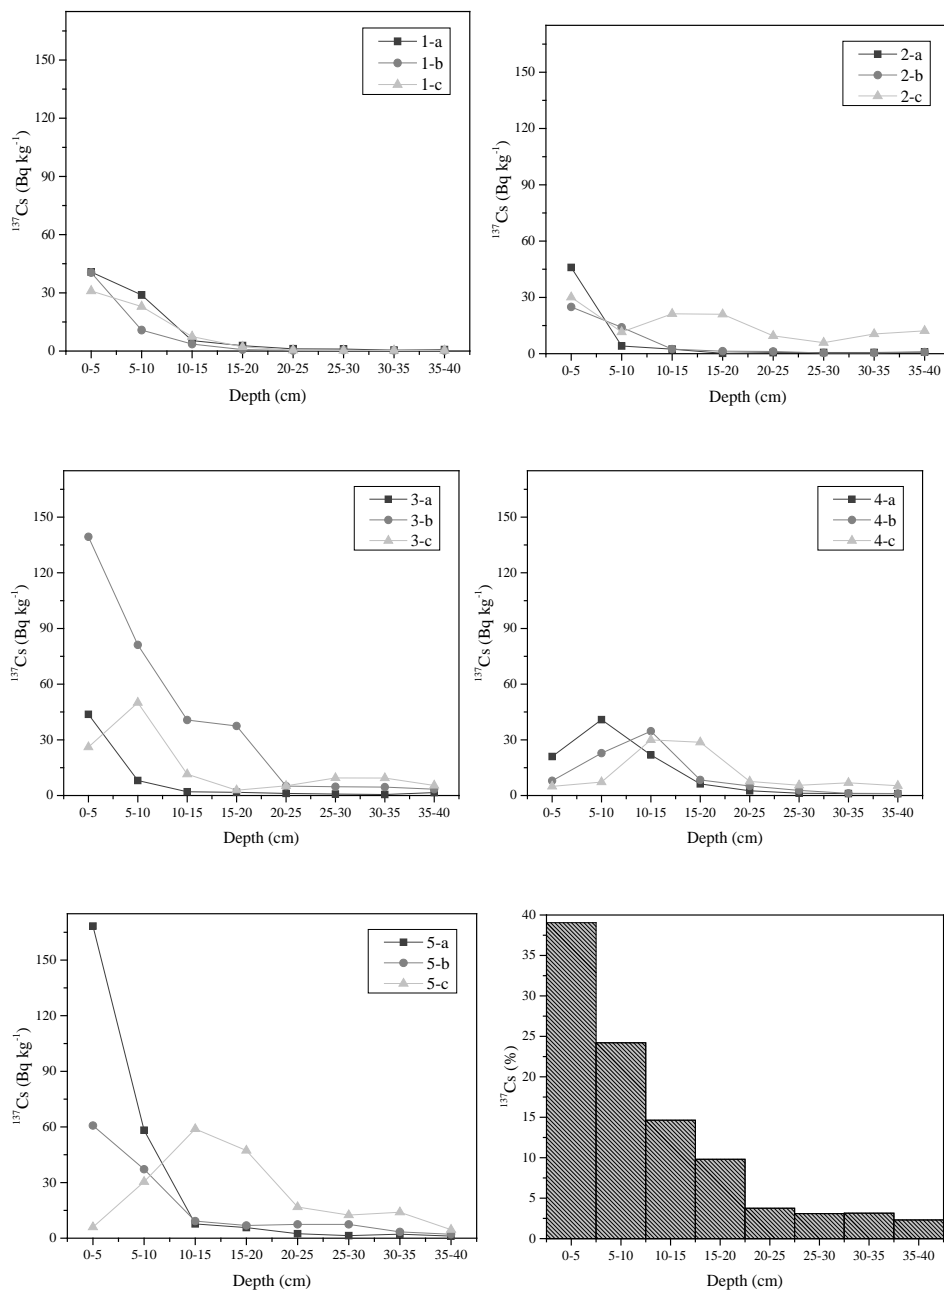 1-a
1-b
1-c
150
120
90
60
30
0
¹³⁷Cs (Bq kg⁻¹)
0-5 5-10 10-15 15-20 20-25 25-30 30-35 35-40
Depth (cm)
2-a
2-b
2-c
150
120
90
60
30
0
¹³⁷Cs (Bq kg⁻¹)
0-5 5-10 10-15 15-20 20-25 25-30 30-35 35-40
Depth (cm)
3-a
3-b
3-c
150
120
90
60
30
0
¹³⁷Cs (Bq kg⁻¹)
0-5 5-10 10-15 15-20 20-25 25-30 30-35 35-40
Depth (cm)
4-a
4-b
4-c
150
120
90
60
30
0
¹³⁷Cs (Bq kg⁻¹)
0-5 5-10 10-15 15-20 20-25 25-30 30-35 35-40
Depth (cm)
5-a
5-b
5-c
150
120
90
60
30
0
¹³⁷Cs (Bq kg⁻¹)
0-5 5-10 10-15 15-20 20-25 25-30 30-35 35-40
Depth (cm)
40
35
30
25
20
15
10
5
0
¹³⁷Cs (%)
0-5 5-10 10-15 15-20 20-25 25-30 30-35 35-40
Depth (cm)